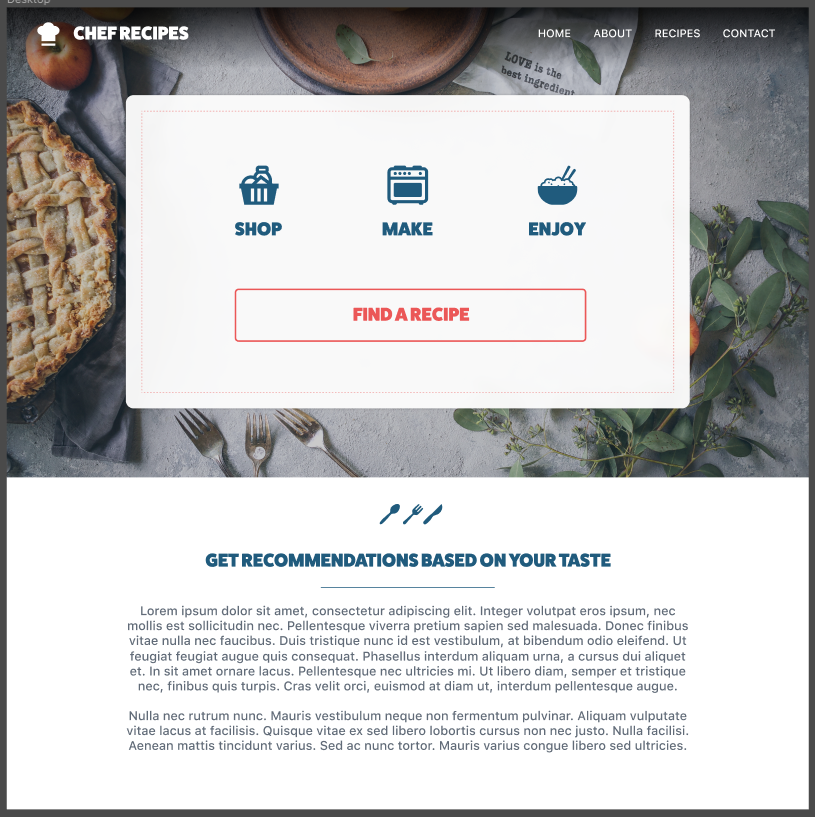 Desktop
CHEF RECIPES
HOME ABOUT RECIPES CONTACT
LOVE is the
best ingredient
SHOP MAKE ENJOY
FIND A RECIPE
GET RECOMMENDATIONS BASED ON YOUR TASTE
Lorem ipsum dolor sit amet, consectetur adipiscing elit. Integer volutpat eros ipsum, nec
mollis est sollicitudin nec. Pellentesque viverra pretium sapien sed malesuada. Donec finibus
vitae nulla nec faucibus. Duis tristique nunc id est vestibulum, at bibendum odio eleifend. Ut
feugiat feugiat augue quis consequat. Phasellus interdum aliquam urna, a cursus dui aliquet
et. In sit amet ornare lacus. Pellentesque nec ultricies mi. Ut libero diam, semper et tristique
nec, finibus quis turpis. Cras velit orci, euismod at diam ut, interdum pellentesque augue.
Nulla nec rutrum nunc. Mauris vestibulum neque non fermentum pulvinar. Aliquam vulputate
vitae lacus at facilisis. Quisque vitae ex sed libero lobortis cursus non nec justo. Nulla facilisi.
Aenean mattis tincidunt varius. Sed ac nunc tortor. Mauris varius congue libero sed ultricies.